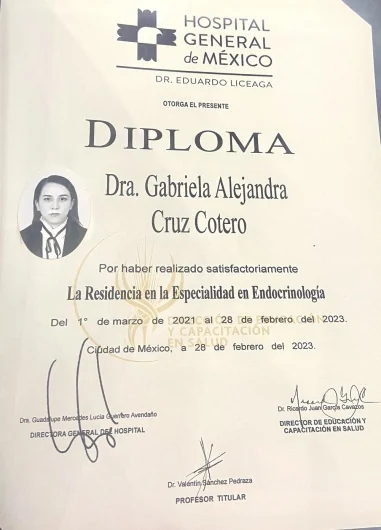 HOSPITAL
GENERAL
de MÉXICO
DR. EDUARDO LICEAGA
OTORGA EL PRESENTE
DIPLOMA
Dra. Gabriela Alejandra
Cruz Cotero
Por haber realizado satisfactoriamente
La Residencia en la Especialidad en Endocrinología
Del 1° de marzo de 2021 al 28 de febrero del 2023.
Y CAPACITACIÓN
EN SALUD
Ciudad de México, a 28 de febrero del 2023.
Dra. Guadalupe Mercedes Lucía Guerrero Avendaño
DIRECTORA GENERAL DEL HOSPITAL
Dr. Ricardo Juan García Cavazos
DIRECTOR DE EDUCACIÓN Y
CAPACITACIÓN EN SALUD
Dr. Valentín Sánchez Pedraza
PROFESOR TITULAR